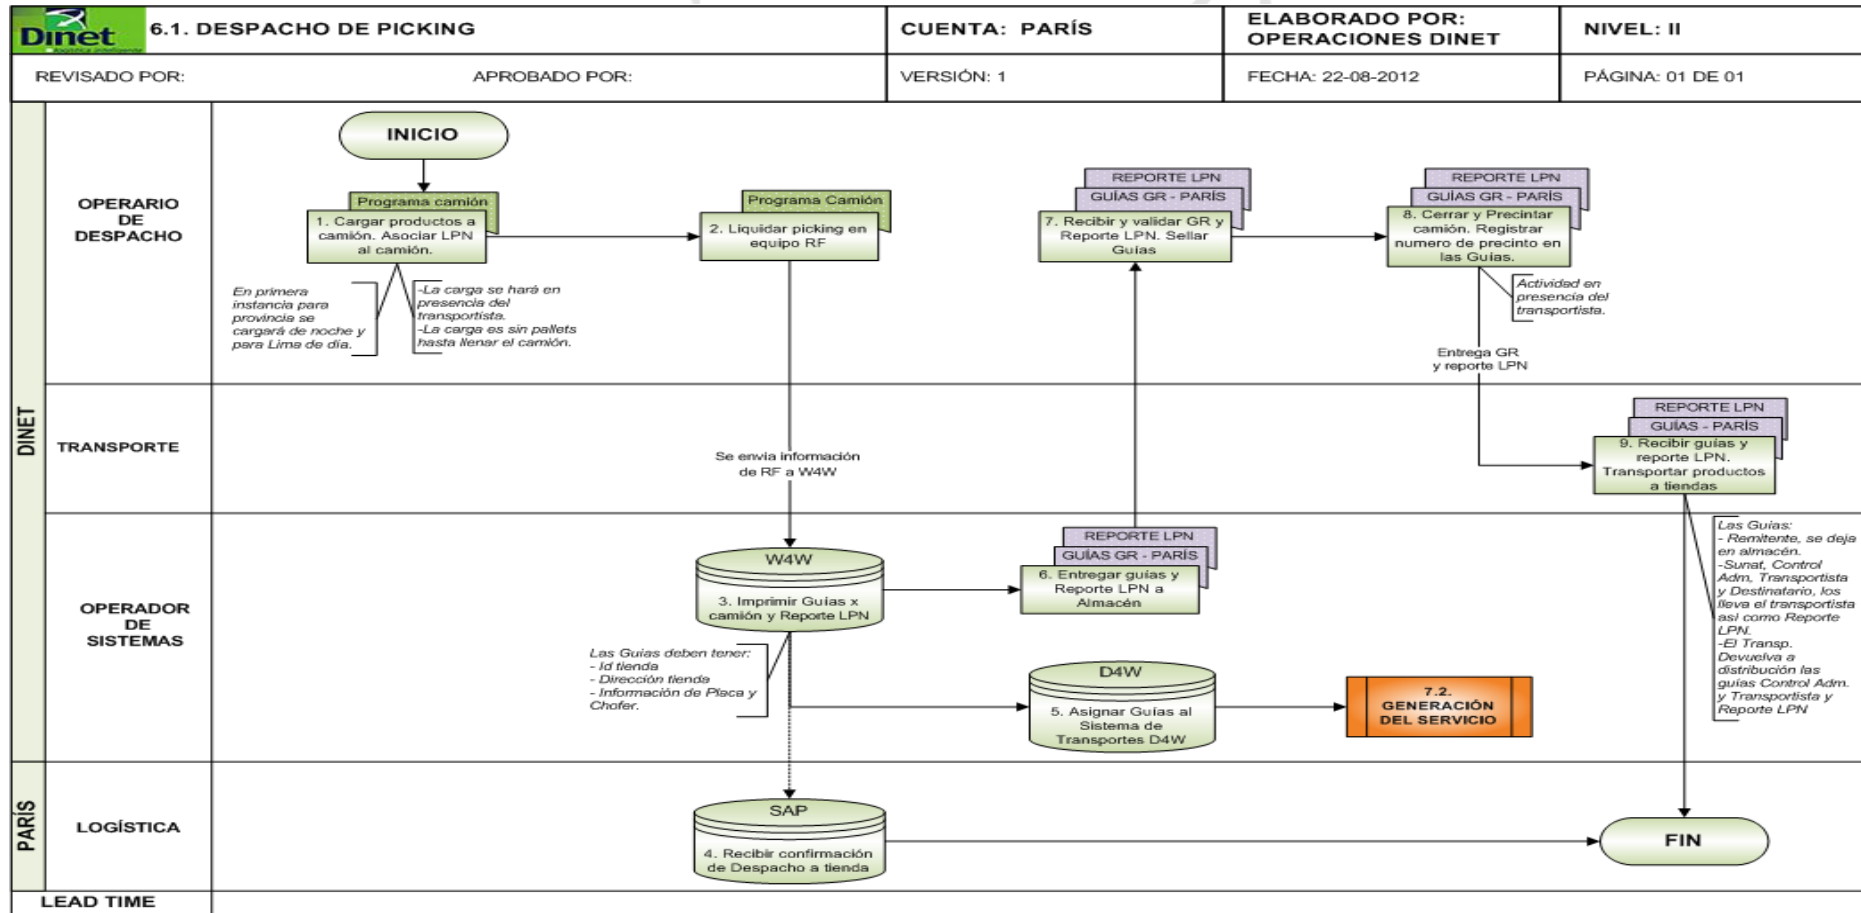 Dinet
6.1. DESPACHO DE PICKING
CUENTA: PARÍS
ELABORADO POR:
OPERACIONES DINET
NIVEL: II
REVISADO POR:
APROBADO POR:
VERSIÓN: 1
FECHA: 22-08-2012
PÁGINA: 01 DE 01
DINET
OPERARIO
DE
DESPACHO
INICIO
Programa camión
1. Cargar productos a
camión. Asociar LPN
al camión.
En primera
instancia para
provincia se
cargará de noche y
para Lima de día.
-La carga se hará en
presencia del
transportista.
-La carga es sin pallets
hasta llenar el camión.
Programa Camión
2. Liquidar picking en
equipo RF
REPORTE LPN
GUÍAS GR - PARÍS
7. Recibir y validar GR y
Reporte LPN. Sellar
Guías
REPORTE LPN
GUÍAS GR - PARÍS
8. Cerrar y Precintar
camión. Registrar
numero de precinto en
las Guías.
Actividad en
presencia del
transportista.
Entrega GR
y reporte LPN
TRANSPORTE
Se envía información
de RF a W4W
REPORTE LPN
GUÍAS - PARÍS
9. Recibir guías y
reporte LPN.
Transportar productos
a tiendas
Las Guías:
- Remitente, se deja
en almacén.
-Sunat, Control
Adm, Transportista
y Destinatario, los
lleva el transportista
así como Reporte
LPN.
-El Transp.
Devuelva a
distribución las
guías Control Adm.
y Transportista y
Reporte LPN
OPERADOR
DE
SISTEMAS
W4W
3. Imprimir Guías x
camión y Reporte LPN
Las Guias deben tener:
- Id tienda
- Dirección tienda
- Información de Placa y
Chofer.
REPORTE LPN
GUÍAS GR - PARÍS
6. Entregar guías y
Reporte LPN a
Almacén
D4W
5. Asignar Guías al
Sistema de
Transportes D4W
7.2.
GENERACIÓN
DEL SERVICIO
PARÍS
LOGÍSTICA
SAP
4. Recibir confirmación
de Despacho a tienda
FIN
LEAD TIME